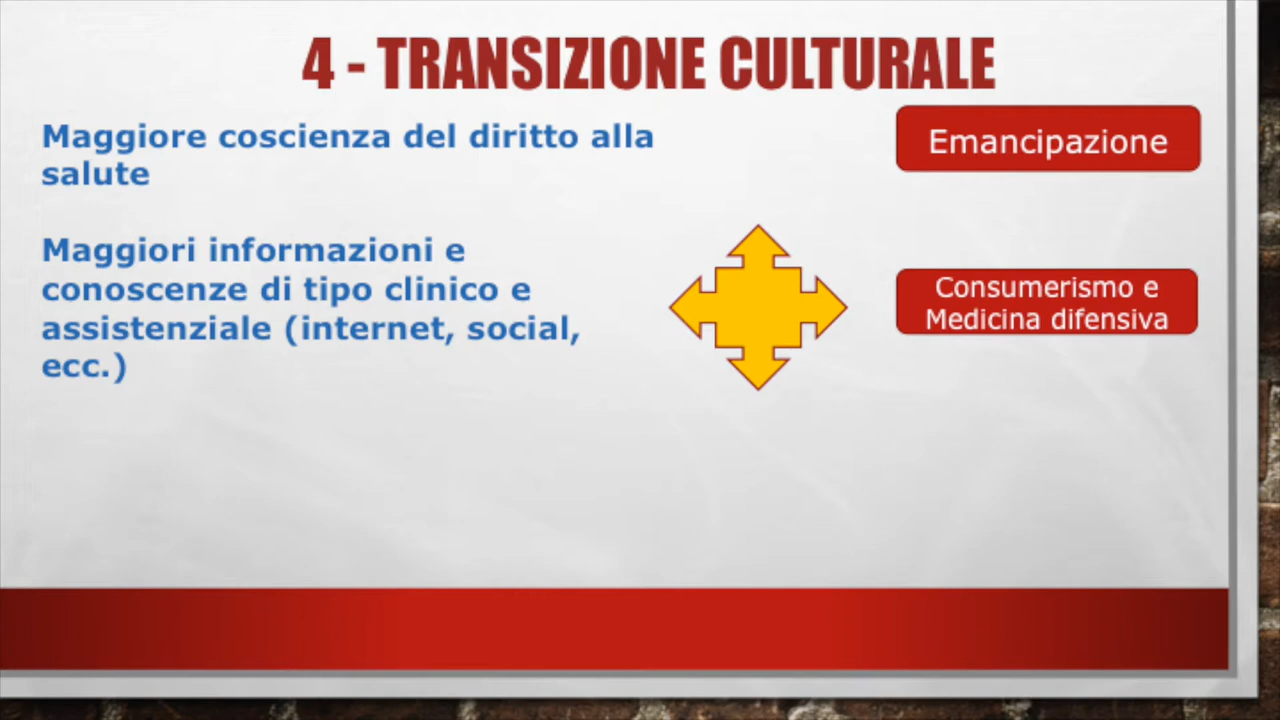 4 - TRANSIZIONE CULTURALE
Maggiore coscienza del diritto alla
salute
Emancipazione
Maggiori informazioni e
conoscenze di tipo clinico e
assistenziale (internet, social,
ecc.)
Consumerismo e
Medicina difensiva